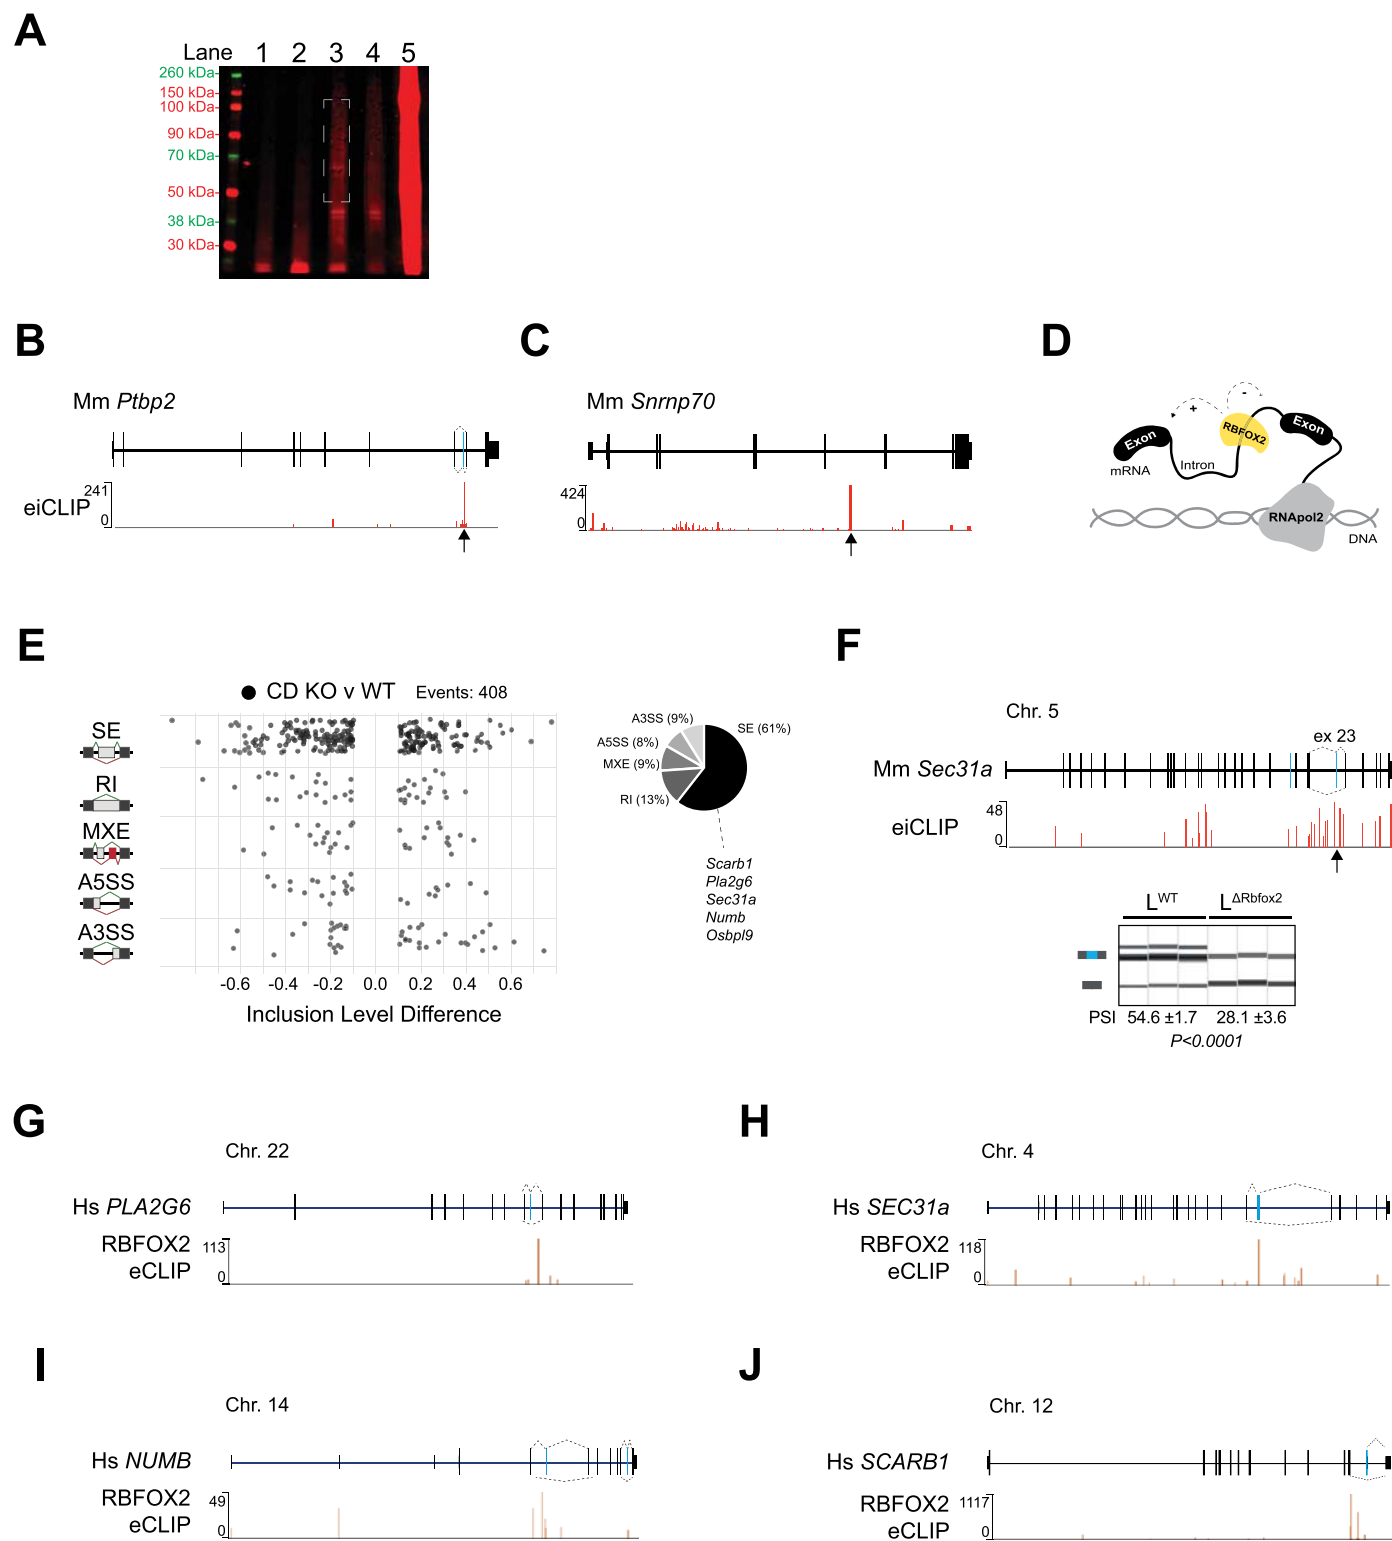 A
Lane 1 2 3 4 5
260 kDa-
150 kDa-
100 kDa-
90 kDa-
70 kDa-
50 kDa-
38 kDa-
30 kDa-
B
Mm Ptbp2
eiCLIP
241
0
C
Mm Snrnp70
424
0
D
+
-
Exon
RBFOX2
Exon
mRNA
Intron
RNApol2
DNA
E
CD KO v WT Events: 408
SE
RI
MXE
A5SS
A3SS
-0.6 -0.4 -0.2 0.0 0.2 0.4 0.6
Inclusion Level Difference
A3SS (9%)
SE (61%)
A5SS (8%)
MXE (9%)
RI (13%)
Scarb1
Pla2g6
Sec31a
Numb
Osbpl9
F
Chr. 5
ex 23
Mm Sec31a
eiCLIP
48
0
LWT LΔRbfox2
PSI 54.6 ±1.7 28.1 ±3.6
P<0.0001
G
Chr. 22
Hs PLA2G6
RBFOX2
eCLIP
113
0
H
Chr. 4
Hs SEC31a
RBFOX2
eCLIP
118
0
I
Chr. 14
Hs NUMB
RBFOX2
eCLIP
49
0
J
Chr. 12
Hs SCARB1
RBFOX2
eCLIP
1117
0